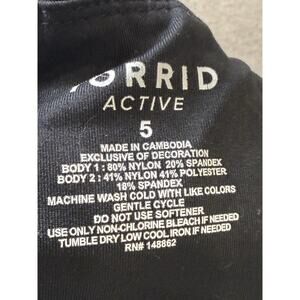 TORRID
ACTIVE
5
MADE IN CAMBODIA
EXCLUSIVE OF DECORATION
BODY 1 : 80% NYLON 20% SPANDEX
BODY 2 : 41% NYLON 41% POLYESTER
18% SPANDEX
MACHINE WASH COLD WITH LIKE COLORS
GENTLE CYCLE
DO NOT USE SOFTENER
USE ONLY NON-CHLORINE BLEACH IF NEEDED
TUMBLE DRY LOW COOL IRON IF NEEDED
RN# 148862